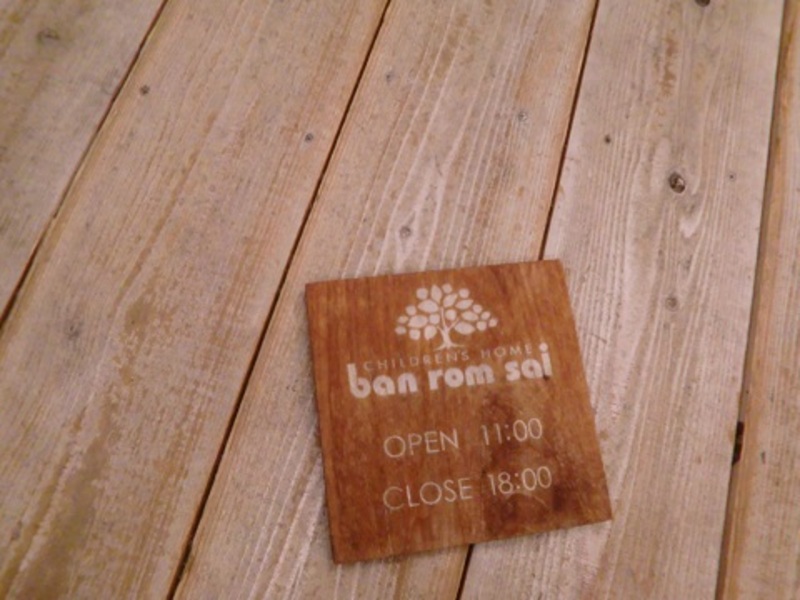 CHILDREN'S HOME
ban rom sai
OPEN 11:00
CLOSE 18:00